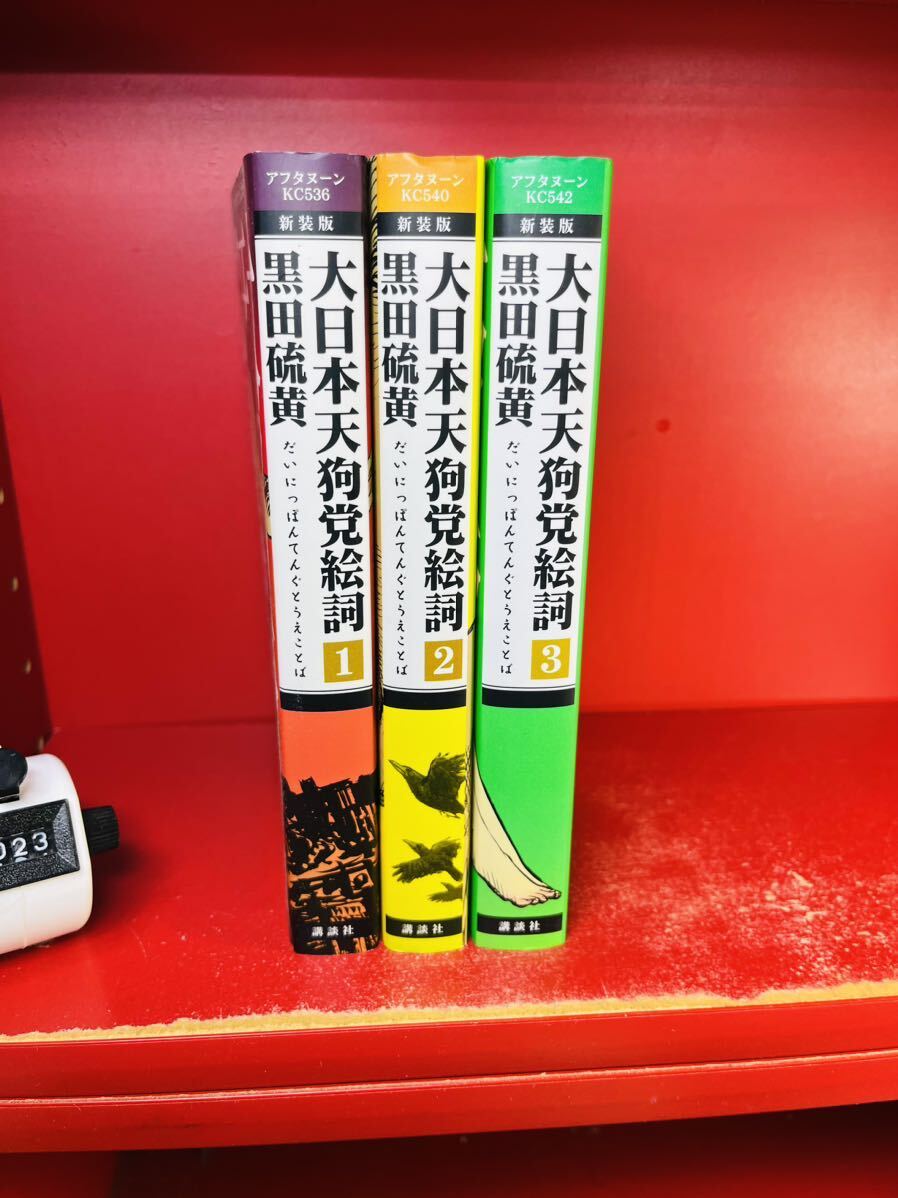 アフタヌーン
KC536
新装版
大日本天狗党絵詞
だいにっぽんてんぐとうえことば
黒田硫黄
1
講談社
アフタヌーン
KC540
新装版
大日本天狗党絵詞
だいにっぽんてんぐとうえことば
黒田硫黄
2
講談社
アフタヌーン
KC542
新装版
大日本天狗党絵詞
だいにっぽんてんぐとうえことば
黒田硫黄
3
講談社
023